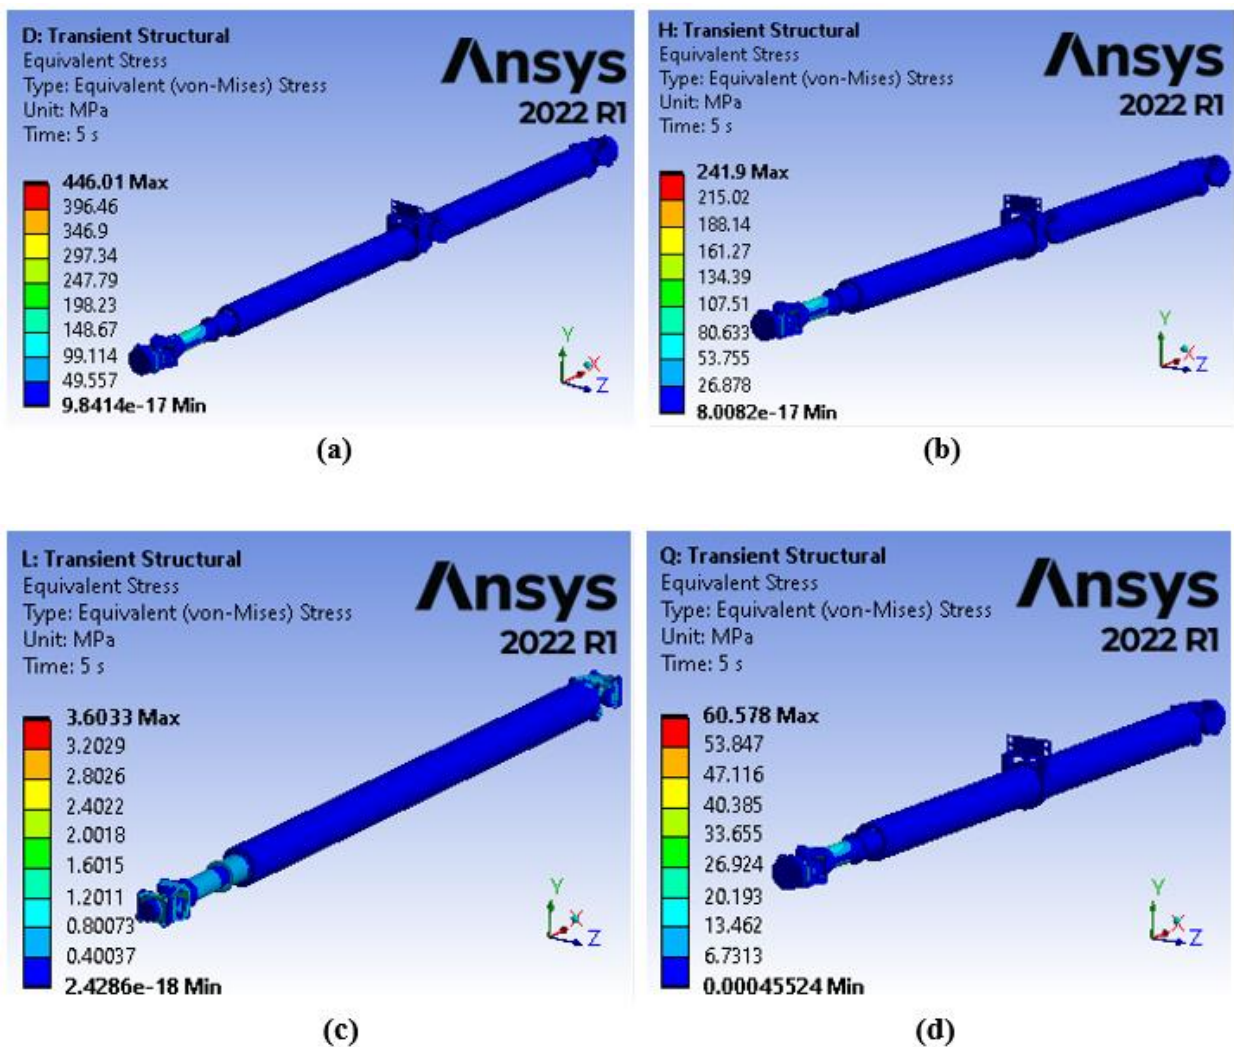 D: Transient Structural
Equivalent Stress
Type: Equivalent (von-Mises) Stress
Unit: MPa
Time: 5 s
Ansys
2022 R1
446.01 Max
396.46
346.9
297.34
247.79
198.23
148.67
99.114
49.557
9.8414e-17 Min
Y
X
Z
(a)
H: Transient Structural
Equivalent Stress
Type: Equivalent (von-Mises) Stress
Unit: MPa
Time: 5 s
Ansys
2022 R1
241.9 Max
215.02
188.14
161.27
134.39
107.51
80.633
53.755
26.878
8.0082e-17 Min
Y
X
Z
(b)
L: Transient Structural
Equivalent Stress
Type: Equivalent (von-Mises) Stress
Unit: MPa
Time: 5 s
Ansys
2022 R1
3.6033 Max
3.2029
2.8026
2.4022
2.0018
1.6015
1.2011
0.80073
0.40037
2.4286e-18 Min
Y
X
Z
(c)
Q: Transient Structural
Equivalent Stress
Type: Equivalent (von-Mises) Stress
Unit: MPa
Time: 5 s
Ansys
2022 R1
60.578 Max
53.847
47.116
40.385
33.655
26.924
20.193
13.462
6.7313
0.00045524 Min
Y
X
Z
(d)